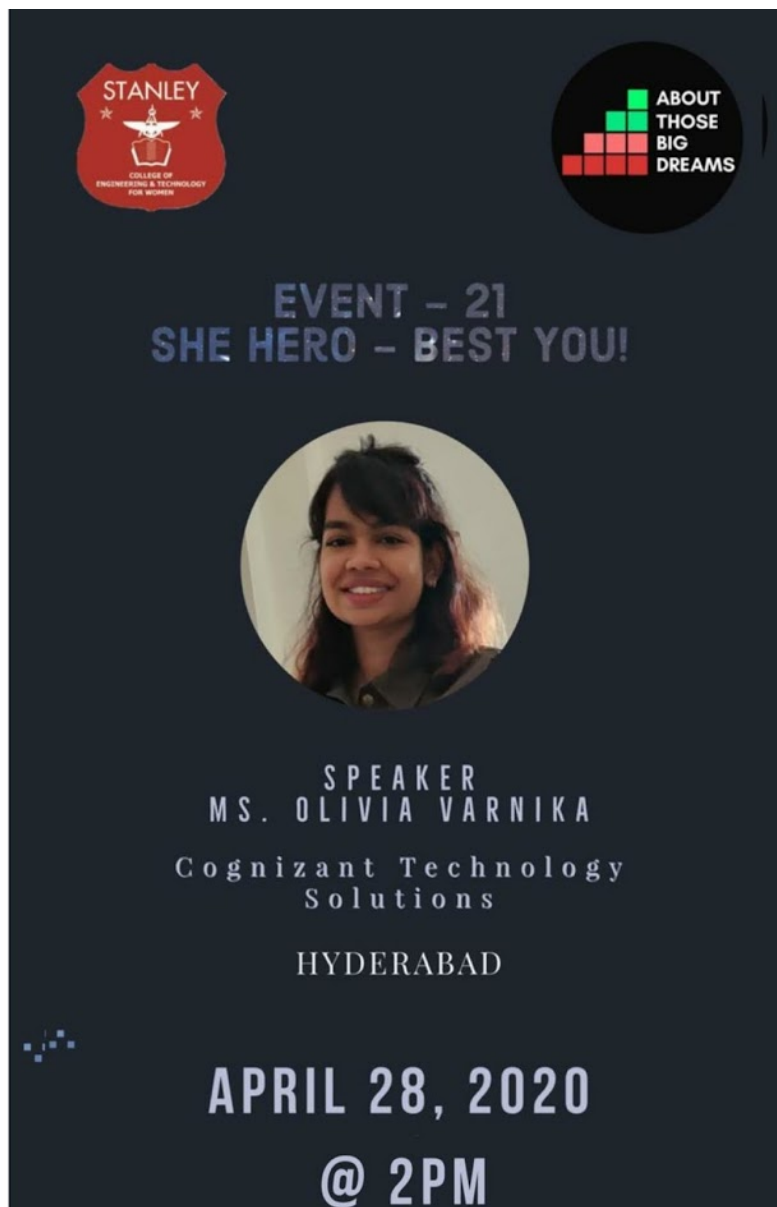 STANLEY
COLLEGE OF
ENGINEERING & TECHNOLOGY
FOR WOMEN
ABOUT
THOSE
BIG
DREAMS
EVENT - 21
SHE HERO - BEST YOU!
SPEAKER
MS. OLIVIA VARNIKA
Cognizant Technology
Solutions
HYDERABAD
APRIL 28, 2020
@ 2PM